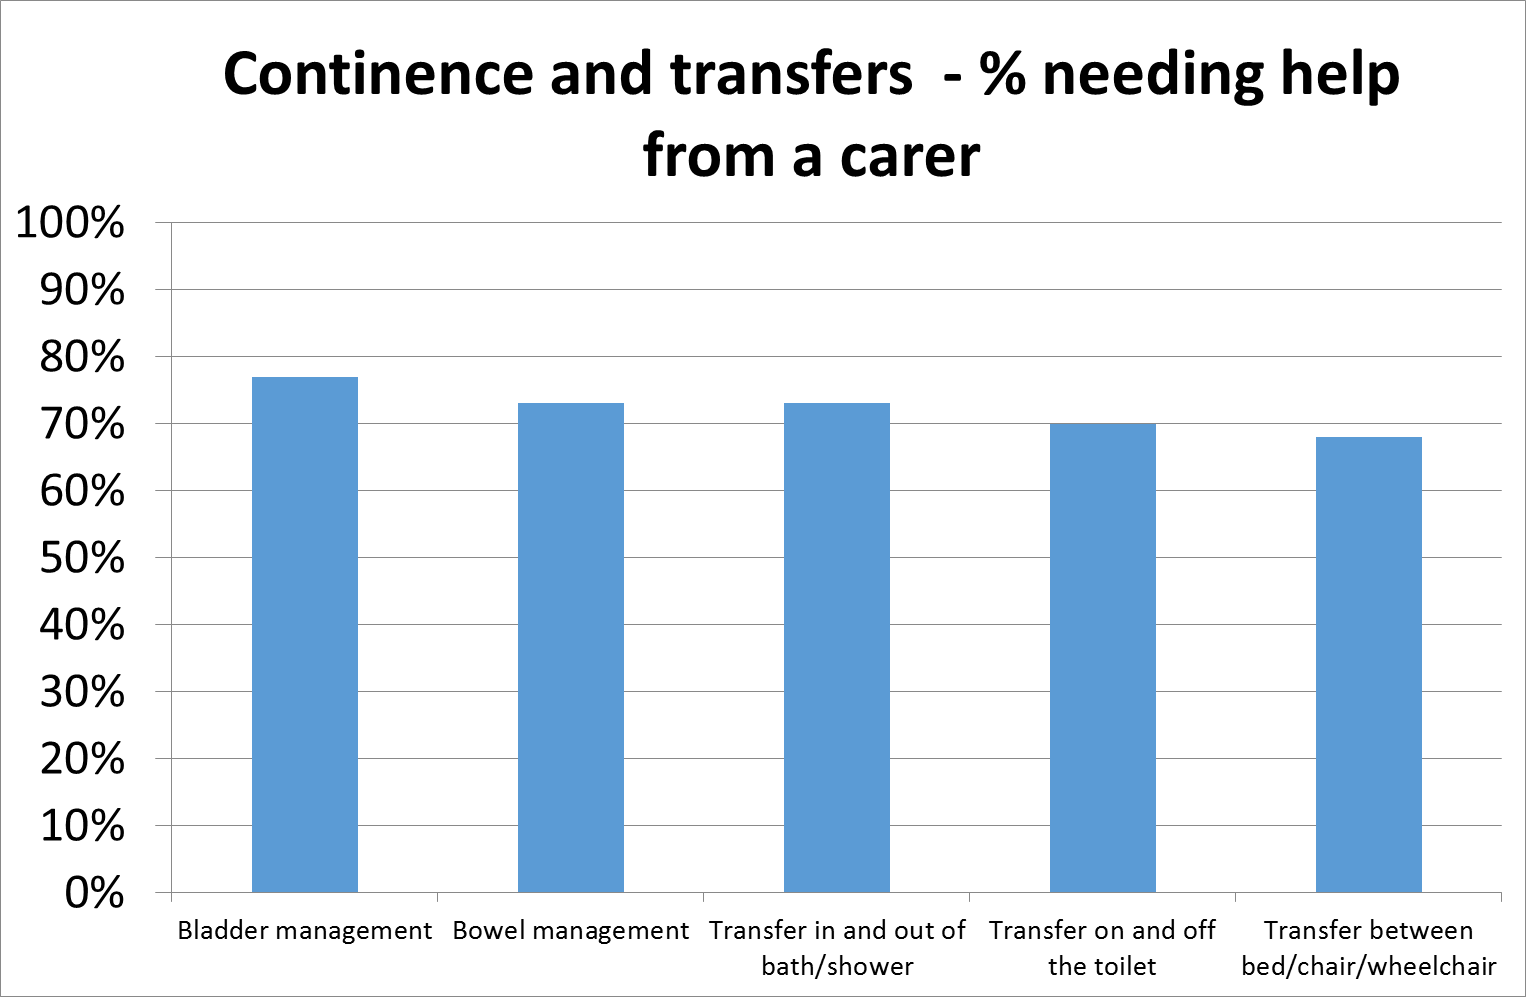 Continence and transfers  - % needing help
from a carer
100%
90%
80%
70%
60%
50%
40%
30%
20%
10%
0%
Bladder management
Bowel management
Transfer in and out of
bath/shower
Transfer on and off
the toilet
Transfer between
bed/chair/wheelchair